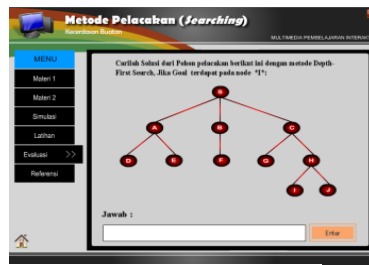 Metode Pelacakan (Searching)
Kecerdasan Buatan
MULTIMEDIA PEMBELAJARAN INTERAK
MENU
Materi 1
Materi 2
Simulasi
Latihan
Evaluasi >>
Referensi
Carilah Solusi dari Pohon pelacakan berikut ini dengan metode Depth-
First Search, Jika Goal terdapat pada node "I":
S
A B C
D E F G H
I J
Jawab :
Enter